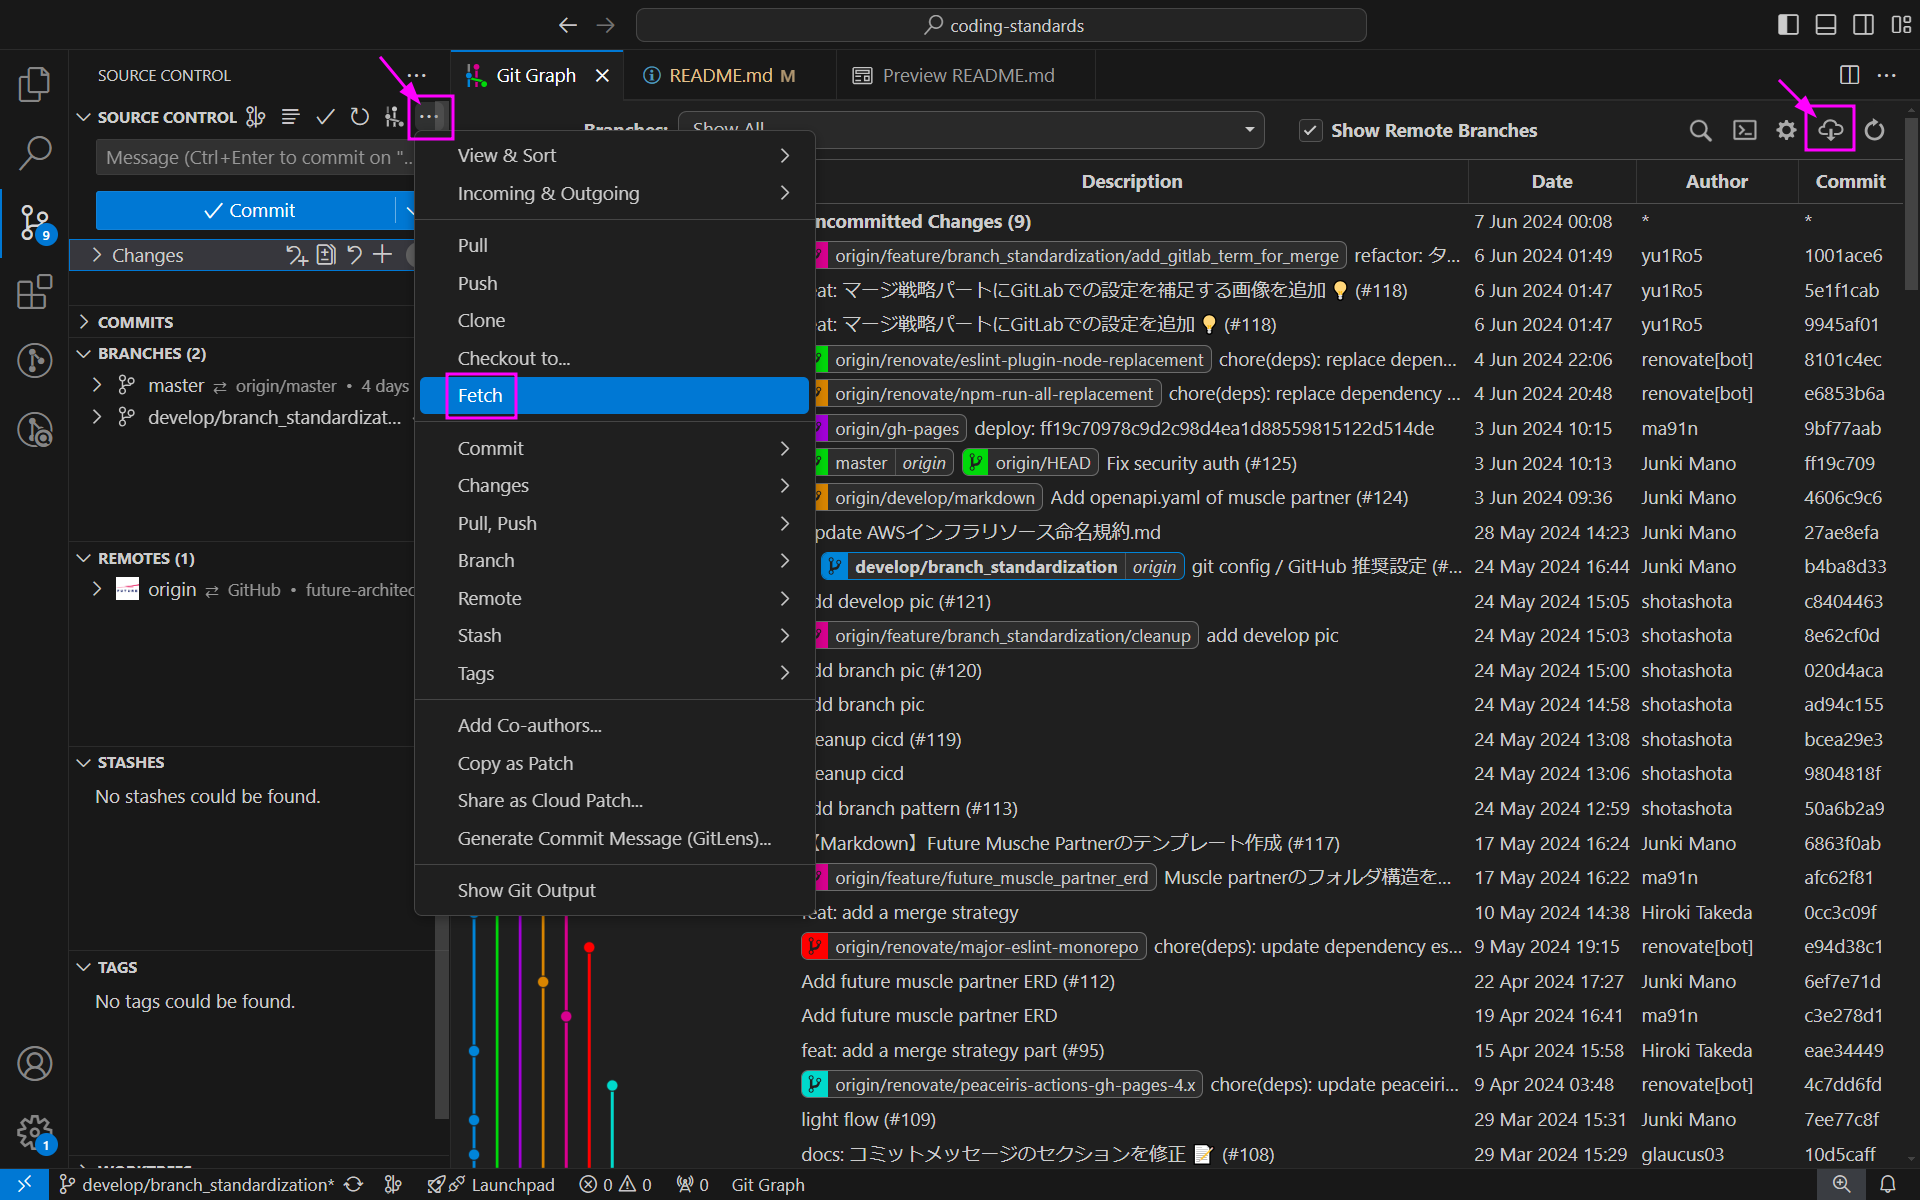 coding-standards
SOURCE CONTROL
Git Graph
README.md M
Preview README.md
SOURCE CONTROL
Message (Ctrl+Enter to commit on "...
Commit
Changes
COMMITS
BRANCHES (2)
master ⇄ origin/master • 4 days
develop/branch_standardizat...
REMOTES (1)
origin ⇄ GitHub • future-architec
STASHES
No stashes could be found.
TAGS
No tags could be found.
View & Sort
Incoming & Outgoing
Pull
Push
Clone
Checkout to...
Fetch
Commit
Changes
Pull, Push
Branch
Remote
Stash
Tags
Add Co-authors...
Copy as Patch
Share as Cloud Patch...
Generate Commit Message (GitLens)...
Show Git Output
Branches: Show All
Show Remote Branches
Description Date Author Commit
ncommitted Changes (9) 7 Jun 2024 00:08 * *
origin/feature/branch_standardization/add_gitlab_term_for_merge refactor: タ... 6 Jun 2024 01:49 yu1Ro5 1001ace6
eat: マージ戦略パートにGitLabでの設定を補足する画像を追加 💡 (#118) 6 Jun 2024 01:47 yu1Ro5 5e1f1cab
eat: マージ戦略パートにGitLabでの設定を追加 💡 (#118) 6 Jun 2024 01:47 yu1Ro5 9945af01
origin/renovate/eslint-plugin-node-replacement chore(deps): replace depen... 4 Jun 2024 22:06 renovate[bot] 8101c4ec
origin/renovate/npm-run-all-replacement chore(deps): replace dependency ... 4 Jun 2024 20:48 renovate[bot] e6853b6a
origin/gh-pages deploy: ff19c70978c9d2c98d4ea1d88559815122d514de 3 Jun 2024 10:15 ma91n 9bf77aab
master origin origin/HEAD Fix security auth (#125) 3 Jun 2024 10:13 Junki Mano ff19c709
origin/develop/markdown Add openapi.yaml of muscle partner (#124) 3 Jun 2024 09:36 Junki Mano 4606c9c6
pdate AWSインフラリソース命名規約.md 28 May 2024 14:23 Junki Mano 27ae8efa
develop/branch_standardization origin git config / GitHub 推奨設定 (#... 24 May 2024 16:44 Junki Mano b4ba8d33
dd develop pic (#121) 24 May 2024 15:05 shotashota c8404463
origin/feature/branch_standardization/cleanup add develop pic 24 May 2024 15:03 shotashota 8e62cf0d
dd branch pic (#120) 24 May 2024 15:00 shotashota 020d4aca
dd branch pic 24 May 2024 14:58 shotashota ad94c155
eanup cicd (#119) 24 May 2024 13:08 shotashota bcea29e3
eanup cicd 24 May 2024 13:06 shotashota 9804818f
dd branch pattern (#113) 24 May 2024 12:59 shotashota 50a6b2a9
【Markdown】Future Musche Partnerのテンプレート作成 (#117) 17 May 2024 16:24 Junki Mano 6863f0ab
origin/feature/future_muscle_partner_erd Muscle partnerのフォルダ構造を... 17 May 2024 16:22 ma91n afc62f81
feat: add a merge strategy 10 May 2024 14:38 Hiroki Takeda 0cc3c09f
origin/renovate/major-eslint-monorepo chore(deps): update dependency es... 9 May 2024 19:15 renovate[bot] e94d38c1
Add future muscle partner ERD (#112) 22 Apr 2024 17:27 Junki Mano 6ef7e71d
Add future muscle partner ERD 19 Apr 2024 16:41 ma91n c3e278d1
feat: add a merge strategy part (#95) 15 Apr 2024 15:58 Hiroki Takeda eae34449
origin/renovate/peaceiris-actions-gh-pages-4.x chore(deps): update peaceiri... 9 Apr 2024 03:48 renovate[bot] 4c7dd6fd
light flow (#109) 29 Mar 2024 15:31 Junki Mano 7ee77c8f
docs: コミットメッセージのセクションを修正 📝 (#108) 29 Mar 2024 15:29 glaucus03 10d5caff
9
1
develop/branch_standardization* Launchpad 0 0 0 Git Graph